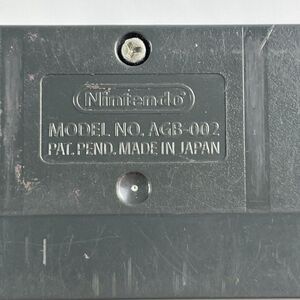 Nintendo
MODEL NO. AGB-002
PAT. PEND. MADE IN JAPAN